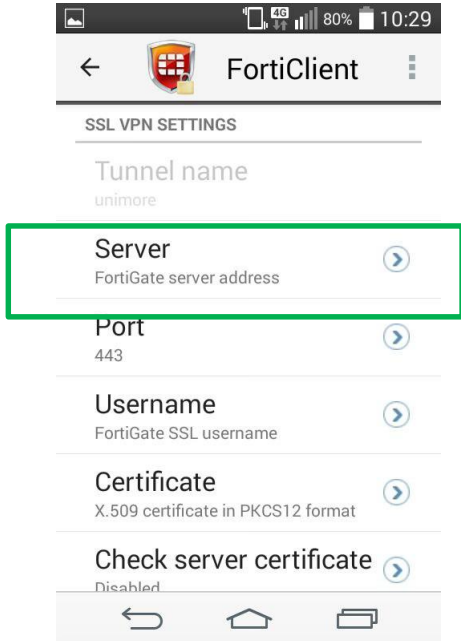 4G 80% 10:29
FortiClient
SSL VPN SETTINGS
Tunnel name
unimore
Server
FortiGate server address
Port
443
Username
FortiGate SSL username
Certificate
X.509 certificate in PKCS12 format
Check server certificate
Disabled